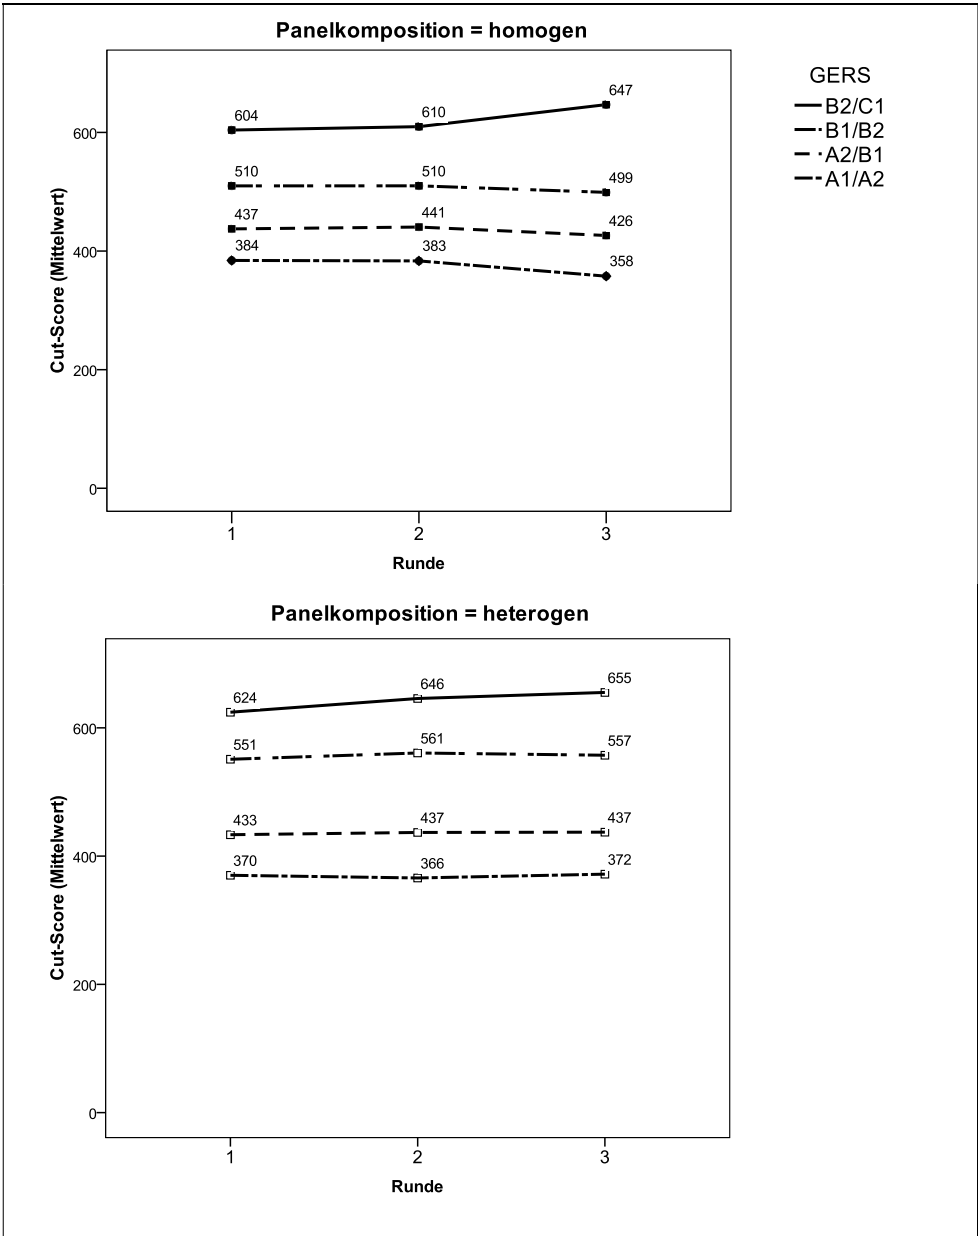 Panelkomposition = homogen
GERS
B2/C1
B1/B2
A2/B1
A1/A2
Cut-Score (Mittelwert)
600
400
200
0
604 610 647
510 510 499
437 441 426
384 383 358
1 2 3
Runde
Panelkomposition = heterogen
Cut-Score (Mittelwert)
600
400
200
0
624 646 655
551 561 557
433 437 437
370 366 372
1 2 3
Runde